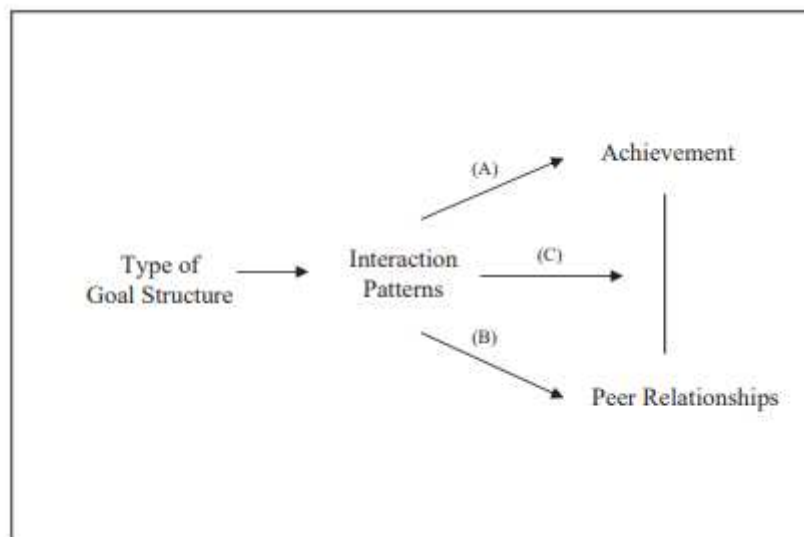 (A)
Achievement
Type of
Goal Structure
Interaction
Patterns
(C)
(B)
Peer Relationships